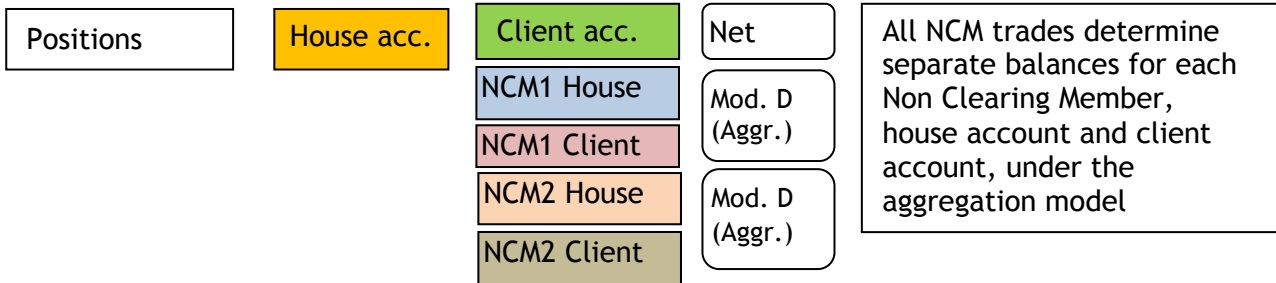 Positions
House acc.
Client acc.
NCM1 House
NCM1 Client
NCM2 House
NCM2 Client
Net
Mod. D
(Aggr.)
Mod. D
(Aggr.)
All NCM trades determine
separate balances for each
Non Clearing Member,
house account and client
account, under the
aggregation model